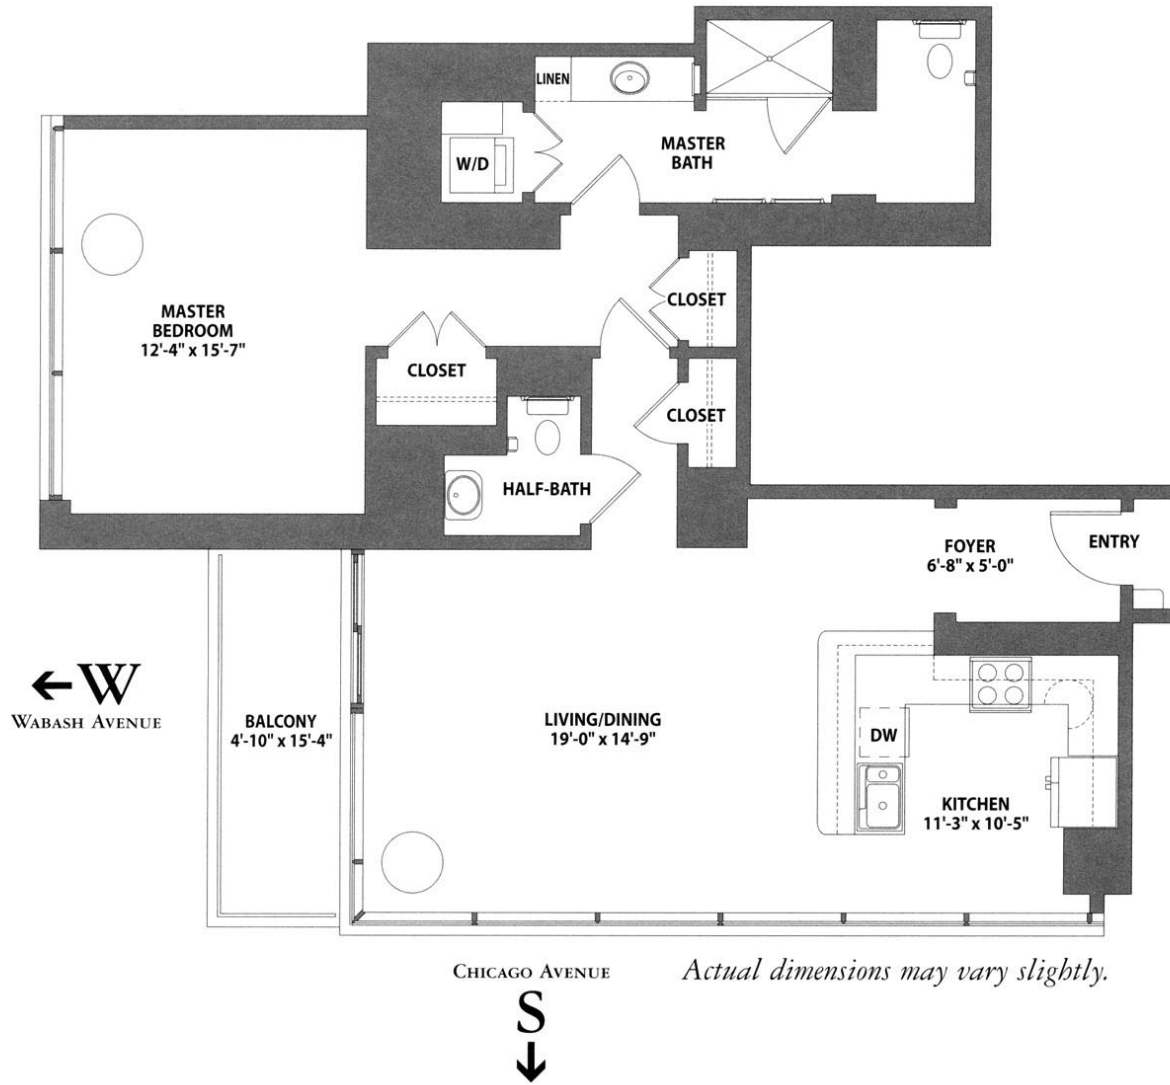 LINEN
W/D
MASTER
BATH
MASTER
BEDROOM
12'-4" x 15'-7"
CLOSET
CLOSET
CLOSET
HALF-BATH
FOYER
6'-8" x 5'-0"
ENTRY
W
WABASH AVENUE
BALCONY
4'-10" x 15'-4"
LIVING/DINING
19'-0" x 14'-9"
DW
KITCHEN
11'-3" x 10'-5"
CHICAGO AVENUE
S
Actual dimensions may vary slightly.